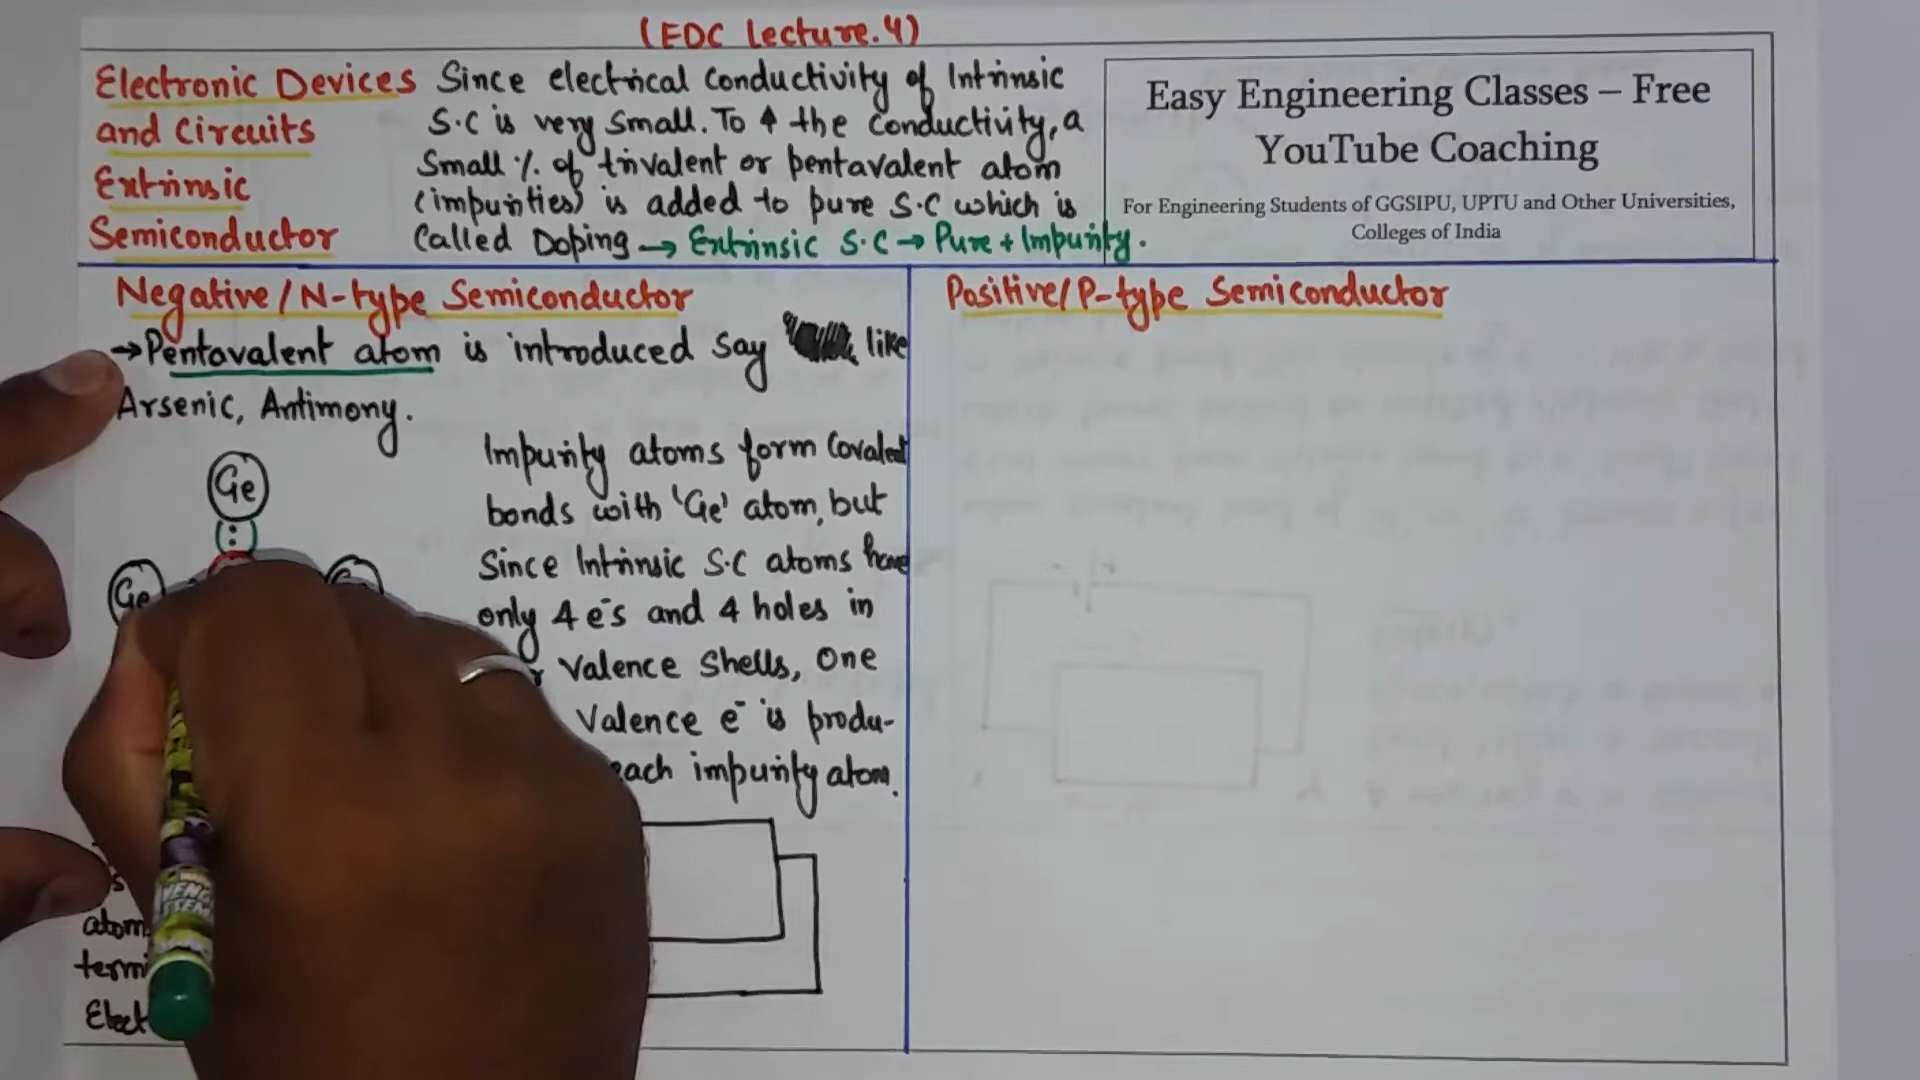 (EDC Lecture.4)
Electronic Devices
and Circuits
Extrinsic
Semiconductor
Since electrical conductivity of Intrinsic
S.C is very small. To ↑ the conductivity, a
small % of trivalent or pentavalent atom
(impurities) is added to pure S.C which is
called Doping → Extrinsic S.C → Pure + Impurity.
Easy Engineering Classes – Free
YouTube Coaching
For Engineering Students of GGSIPU, UPTU and Other Universities,
Colleges of India
Negative/N-type Semiconductor
→ Pentavalent atom is introduced say like
Arsenic, Antimony.
Ge
Ge
Impurity atoms form Covalent
bonds with 'Ge' atom, but
Since Intrinsic S.C atoms have
only 4 e⁻s and 4 holes in
Valence Shells, One
Valence e⁻ is produ-
each impurity atom.
atom
termi
Elect
Positive/P-type Semiconductor